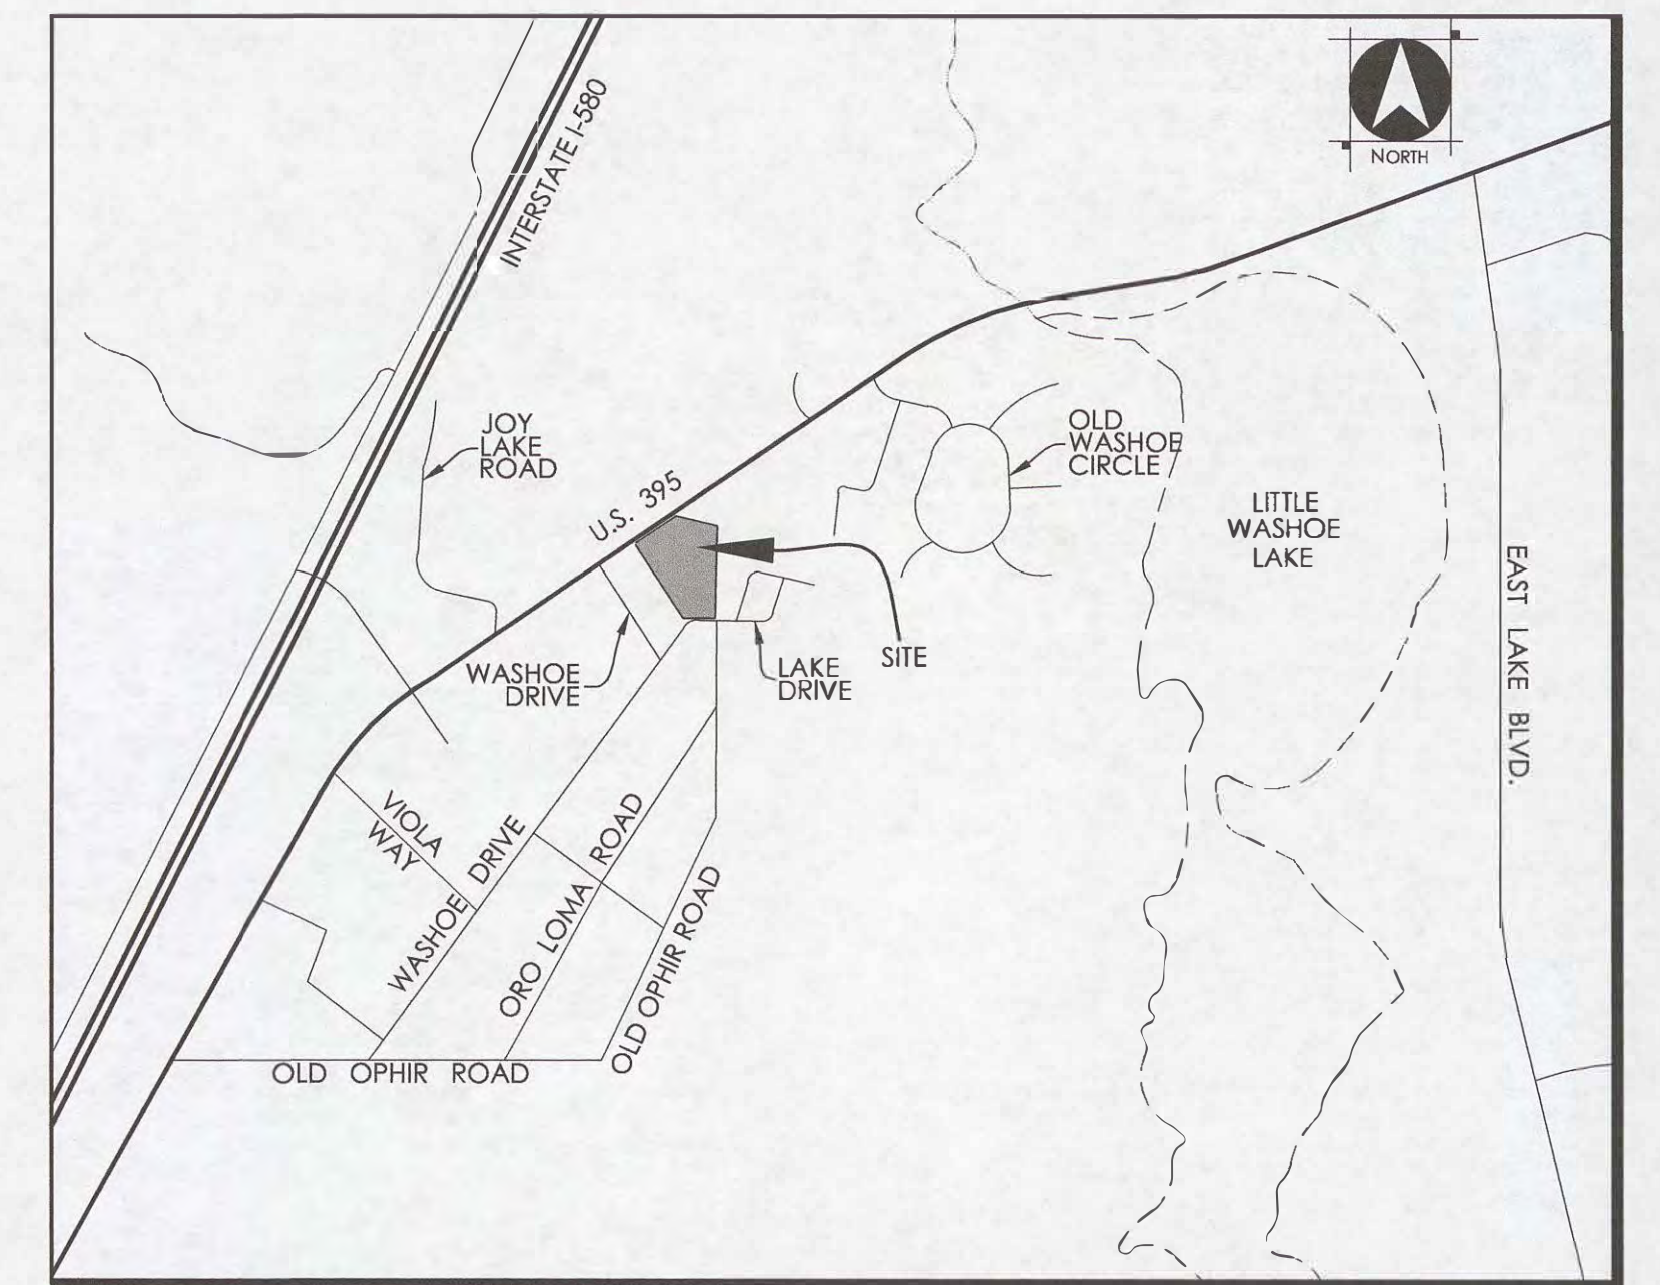 NORTH
INTERSTATE I-580
JOY
LAKE
ROAD
OLD
WASHOE
CIRCLE
U.S. 395
LITTLE
WASHOE
LAKE
EAST LAKE BLVD.
SITE
WASHOE
DRIVE
LAKE
DRIVE
VIOLA
WAY
WASHOE DRIVE
ORO LOMA ROAD
OLD OPHIR ROAD
OLD OPHIR ROAD